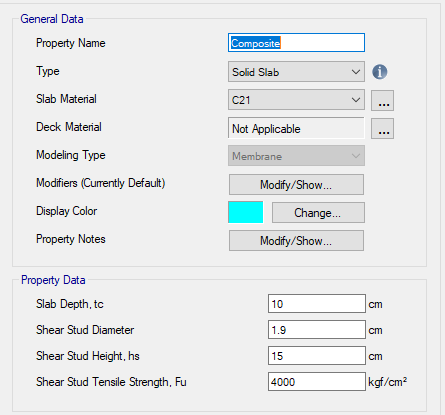 General Data
Property Name Composite
Type Solid Slab
Slab Material C21 ...
Deck Material Not Applicable ...
Modeling Type Membrane
Modifiers (Currently Default) Modify/Show...
Display Color Change...
Property Notes Modify/Show...
Property Data
Slab Depth, tc 10 cm
Shear Stud Diameter 1.9 cm
Shear Stud Height, hs 15 cm
Shear Stud Tensile Strength, Fu 4000 kgf/cm²